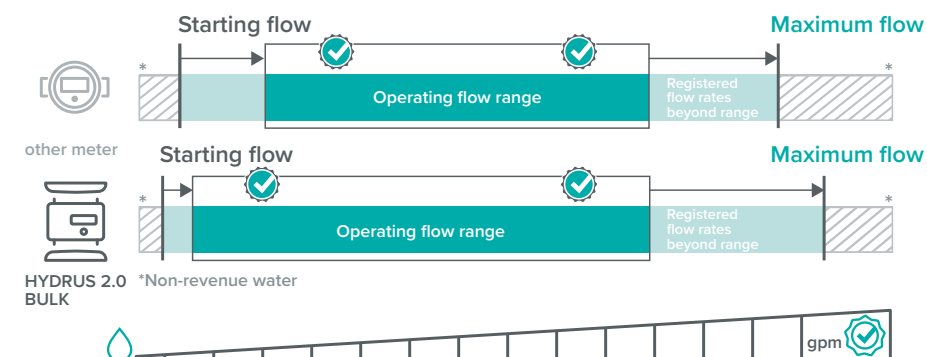 Starting flow
Maximum flow
*
*
Operating flow range
Registered
flow rates
beyond range
other meter
Starting flow
Maximum flow
*
*
Operating flow range
Registered
flow rates
beyond range
HYDRUS 2.0
BULK
*Non-revenue water
gpm